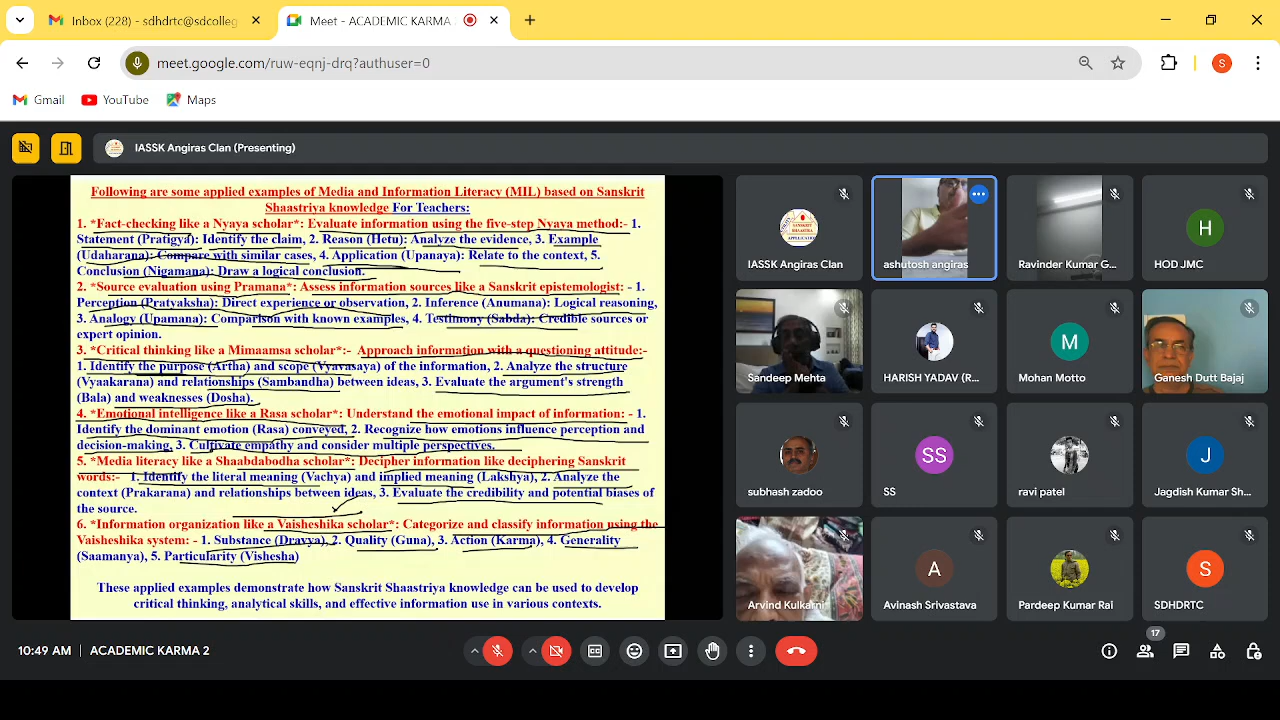 Inbox (228) - sdhdrtc@sdcolleg
Meet - ACADEMIC KARMA 2
meet.google.com/ruw-eqnj-drq?authuser=0
S
Gmail
YouTube
Maps
IASSK Angiras Clan (Presenting)
Following are some applied examples of Media and Information Literacy (MIL) based on Sanskrit
Shaastriya knowledge For Teachers:
1. *Fact-checking like a Nyaya scholar*: Evaluate information using the five-step Nyaya method:- 1.
Statement (Pratigya): Identify the claim, 2. Reason (Hetu): Analyze the evidence, 3. Example
(Udaharana): Compare with similar cases, 4. Application (Upanaya): Relate to the context, 5.
Conclusion (Nigamana): Draw a logical conclusion.
2. *Source evaluation using Pramana*: Assess information sources like a Sanskrit epistemologist: - 1.
Perception (Pratyaksha): Direct experience or observation, 2. Inference (Anumana): Logical reasoning,
3. Analogy (Upamana): Comparison with known examples, 4. Testimony (Sabda): Credible sources or
expert opinion.
3. *Critical thinking like a Mimaamsa scholar*:- Approach information with a questioning attitude:-
1. Identify the purpose (Artha) and scope (Vyavasaya) of the information, 2. Analyze the structure
(Vyaakarana) and relationships (Sambandha) between ideas, 3. Evaluate the argument's strength
(Bala) and weaknesses (Dosha).
4. *Emotional intelligence like a Rasa scholar*: Understand the emotional impact of information: - 1.
Identify the dominant emotion (Rasa) conveyed, 2. Recognize how emotions influence perception and
decision-making, 3. Cultivate empathy and consider multiple perspectives.
5. *Media literacy like a Shaabdabodha scholar*: Decipher information like deciphering Sanskrit
words:- 1. Identify the literal meaning (Vachya) and implied meaning (Lakshya), 2. Analyze the
context (Prakarana) and relationships between ideas, 3. Evaluate the credibility and potential biases of
the source.
6. *Information organization like a Vaisheshika scholar*: Categorize and classify information using the
Vaisheshika system: - 1. Substance (Dravya), 2. Quality (Guna), 3. Action (Karma), 4. Generality
(Saamanya), 5. Particularity (Vishesha)
These applied examples demonstrate how Sanskrit Shaastriya knowledge can be used to develop
critical thinking, analytical skills, and effective information use in various contexts.
IASSK Angiras Clan
ashutosh angiras
Ravinder Kumar G...
H
HOD JMC
Sandeep Mehta
HARISH YADAV (R...
M
Mohan Motto
Ganesh Dutt Bajaj
subhash zadoo
SS
SS
ravi patel
J
Jagdish Kumar Sh...
Arvind Kulkarni
A
Avinash Srivastava
Pardeep Kumar Rai
S
SDHDRTC
10:49 AM | ACADEMIC KARMA 2
17